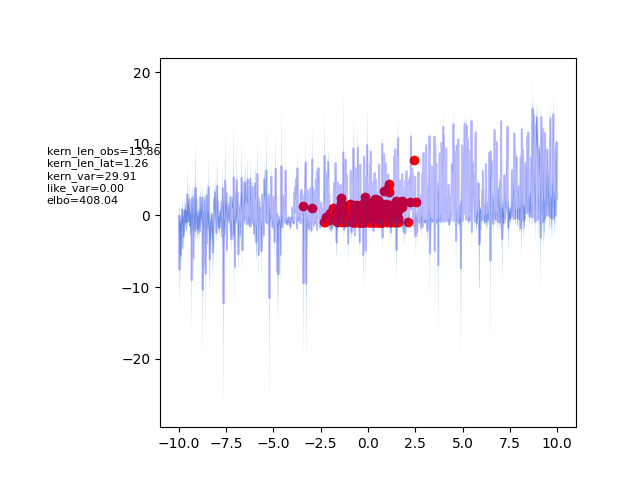 20
10
0
−10
−20
kern_len_obs=13.86
kern_len_lat=1.26
kern_var=29.91
like_var=0.00
elbo=408.04
−10.0 −7.5 −5.0 −2.5 0.0 2.5 5.0 7.5 10.0